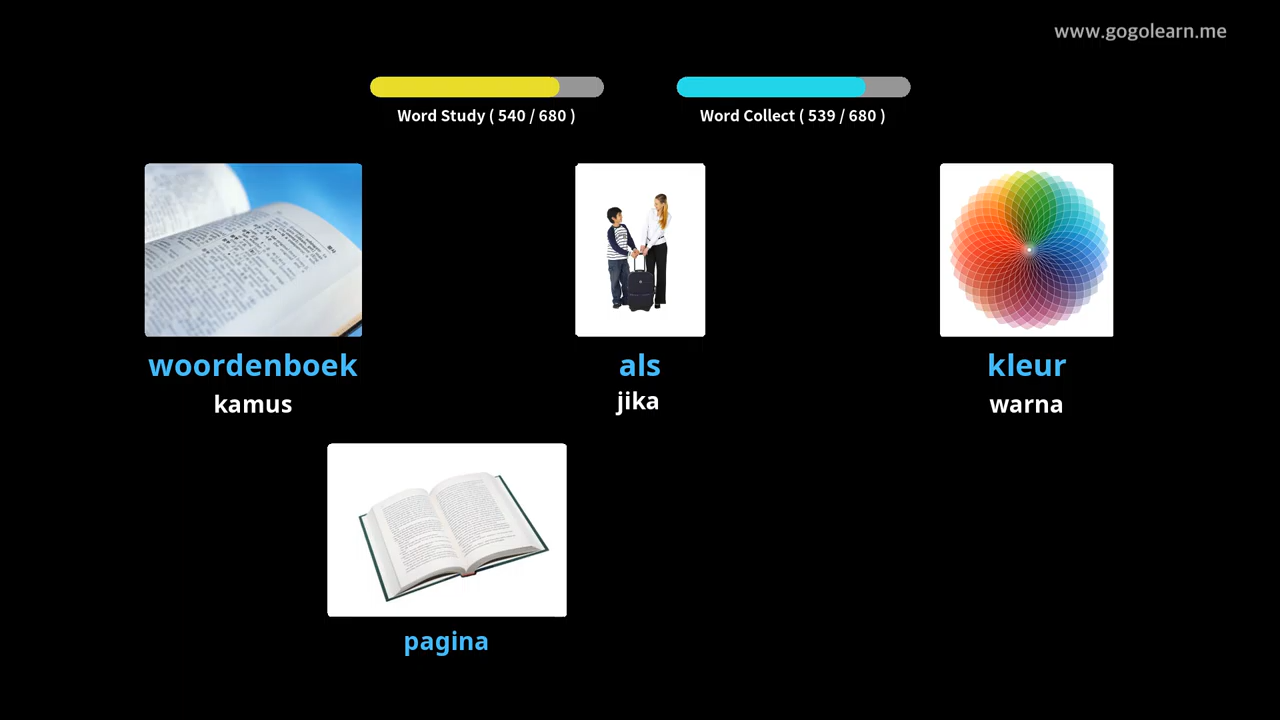 www.gogolearn.me
Word Study ( 540 / 680 )
Word Collect ( 539 / 680 )
woordenboek
als
kleur
kamus
jika
warna
pagina